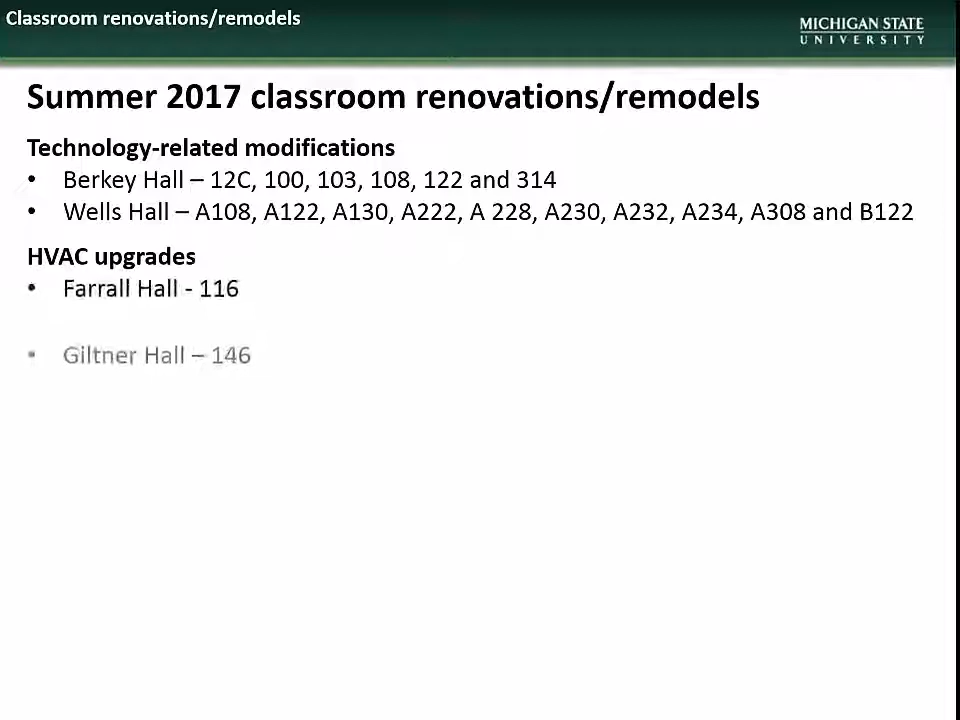 Classroom renovations/remodels
MICHIGAN STATE
UNIVERSITY
Summer 2017 classroom renovations/remodels
Technology-related modifications
• Berkey Hall – 12C, 100, 103, 108, 122 and 314
• Wells Hall – A108, A122, A130, A222, A 228, A230, A232, A234, A308 and B122
HVAC upgrades
• Farrall Hall - 116
• Giltner Hall – 146